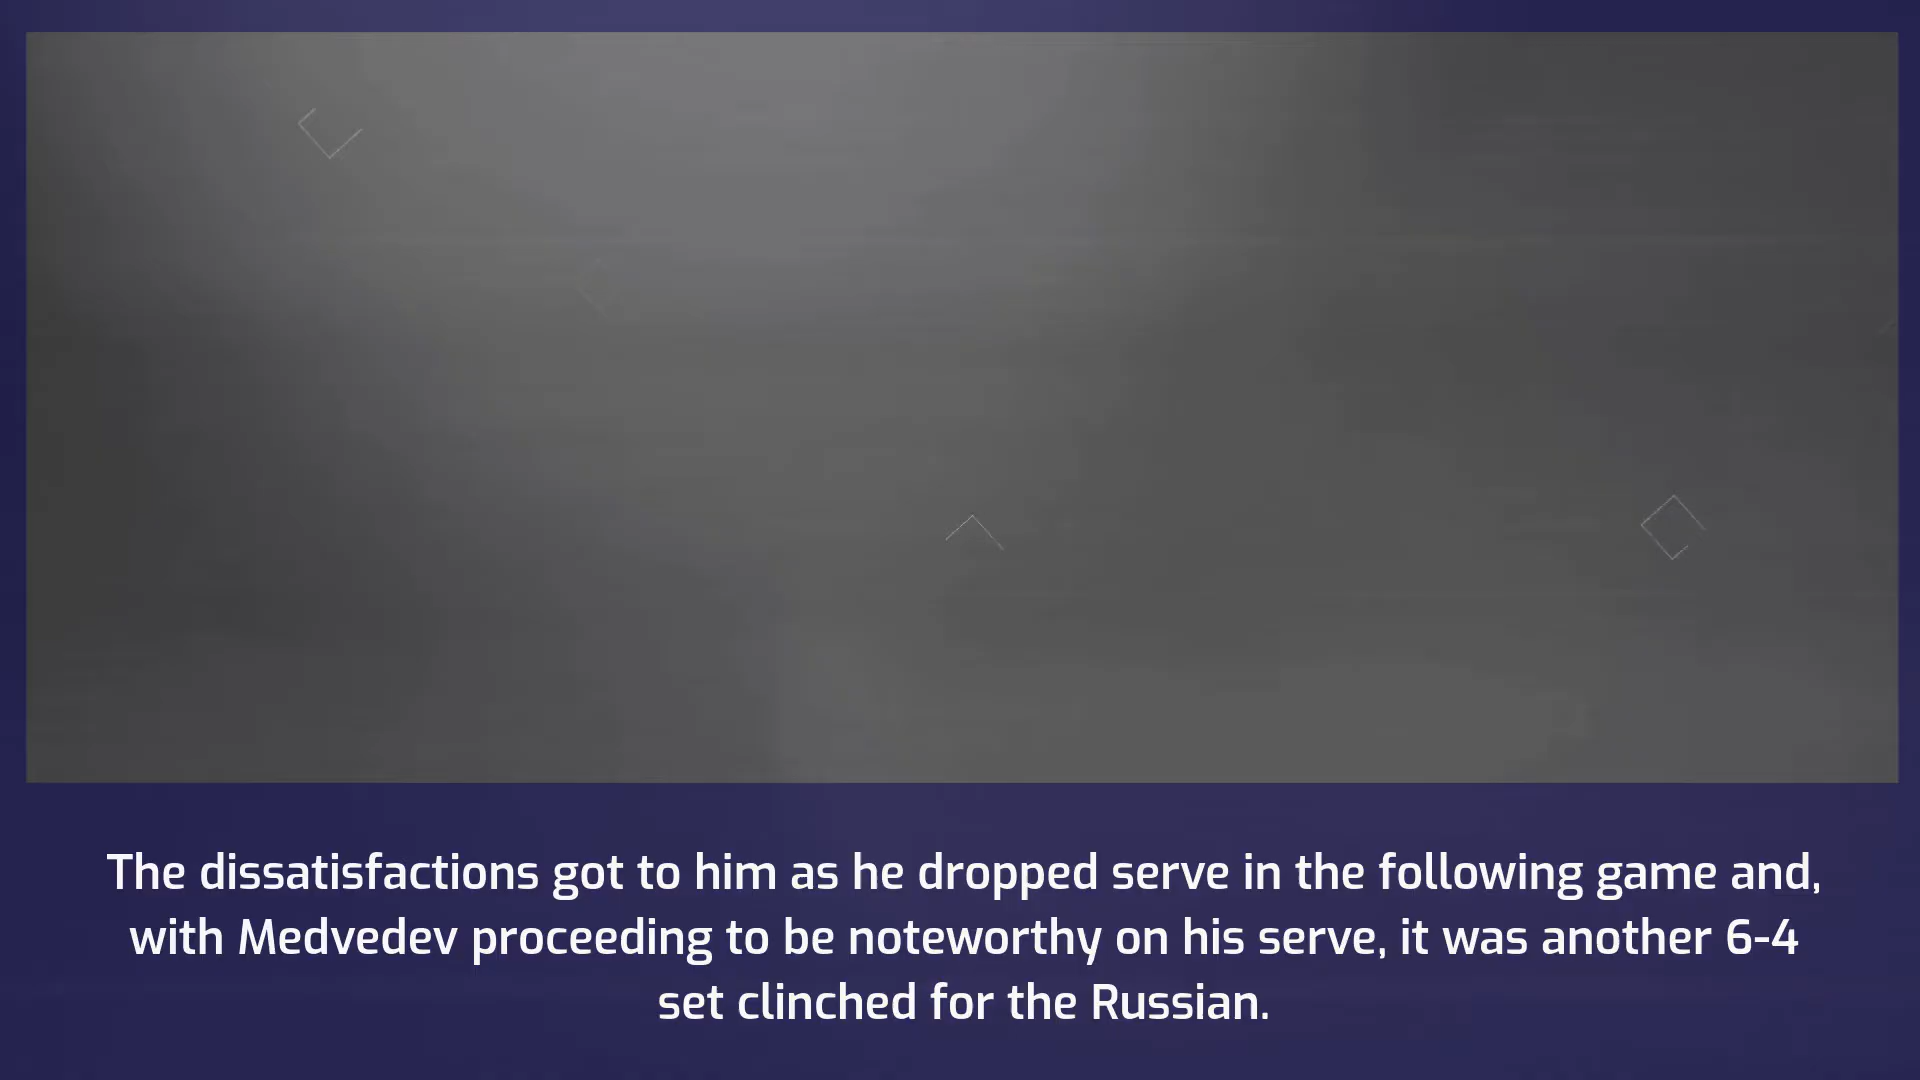 The dissatisfactions got to him as he dropped serve in the following game and,
with Medvedev proceeding to be noteworthy on his serve, it was another 6-4
set clinched for the Russian.